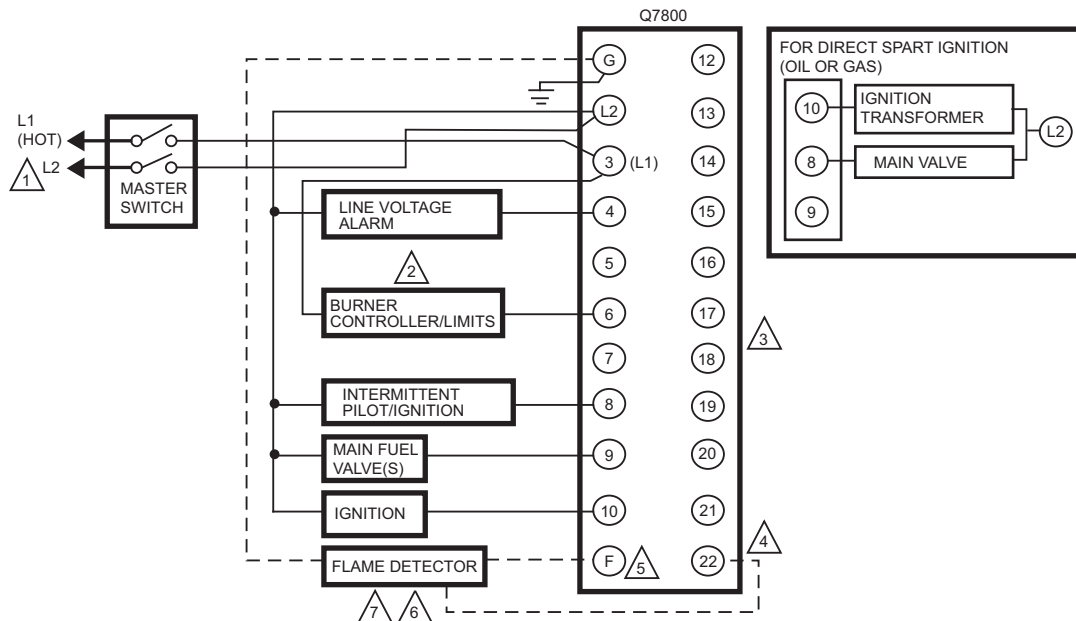 Q7800
G
12
L2
13
L1
(HOT)
L2
1
MASTER
SWITCH
3
(L1)
14
LINE VOLTAGE
ALARM
4
15
2
5
16
BURNER
CONTROLLER/LIMITS
6
17
3
7
18
INTERMITTENT
PILOT/IGNITION
8
19
MAIN FUEL
VALVE(S)
9
20
IGNITION
10
21
4
FLAME DETECTOR
F
5
22
7
6
FOR DIRECT SPART IGNITION
(OIL OR GAS)
10
IGNITION
TRANSFORMER
L2
8
MAIN VALVE
9